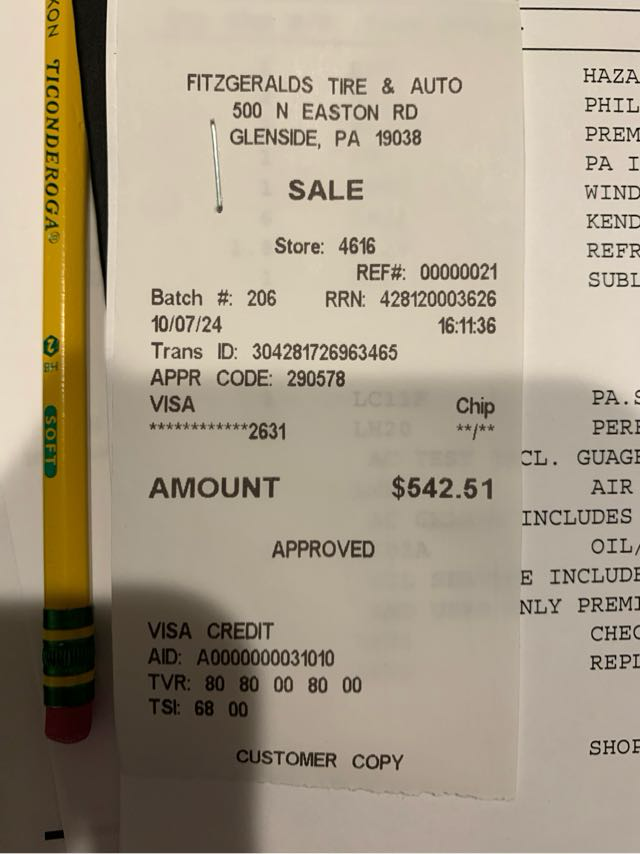 FITZGERALDS TIRE & AUTO
500 N EASTON RD
GLENSIDE, PA 19038
SALE
Store: 4616
REF#: 00000021
Batch #: 206 RRN: 428120003626
10/07/24 16:11:36
Trans ID: 304281726963465
APPR CODE: 290578
VISA Chip
************2631 **/**
AMOUNT $542.51
APPROVED
VISA CREDIT
AID: A0000000031010
TVR: 80 80 00 80 00
TSI: 68 00
CUSTOMER COPY
TICONDEROGA®
2
HB
SOFT
HAZA
PHIL
PREM
PA I
WIND
KEND
REFR
SUBL
PA.S
PERF
CL. GUAGE
AIR
INCLUDES
OIL/
E INCLUDE
NLY PREMI
CHEC
REPL
SHOP